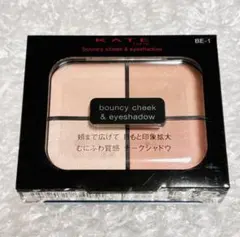 KATE
TOKYO
bouncy cheek & eyeshadow
BE-1
bouncy cheek
& eyeshadow
頬まで広げて 目もと印象拡大
むにふわ質感 チークシャドウ